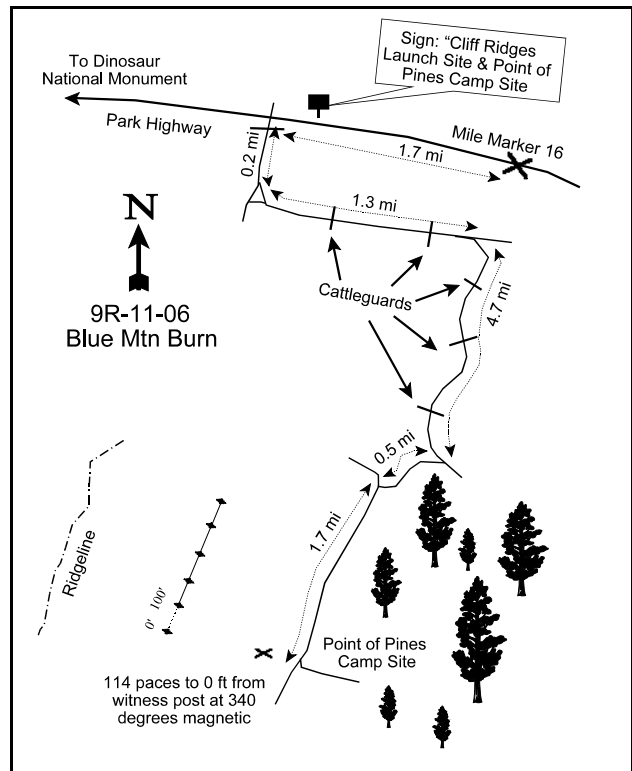 Sign: “Cliff Ridges
Launch Site & Point of
Pines Camp Site
To Dinosaur
National Monument
Park Highway
Mile Marker 16
0.2 mi
1.7 mi
1.3 mi
N
9R-11-06
Blue Mtn Burn
Cattleguards
4.7 mi
0.5 mi
1.7 mi
Ridgeline
0' 100'
Point of Pines
Camp Site
114 paces to 0 ft from
witness post at 340
degrees magnetic